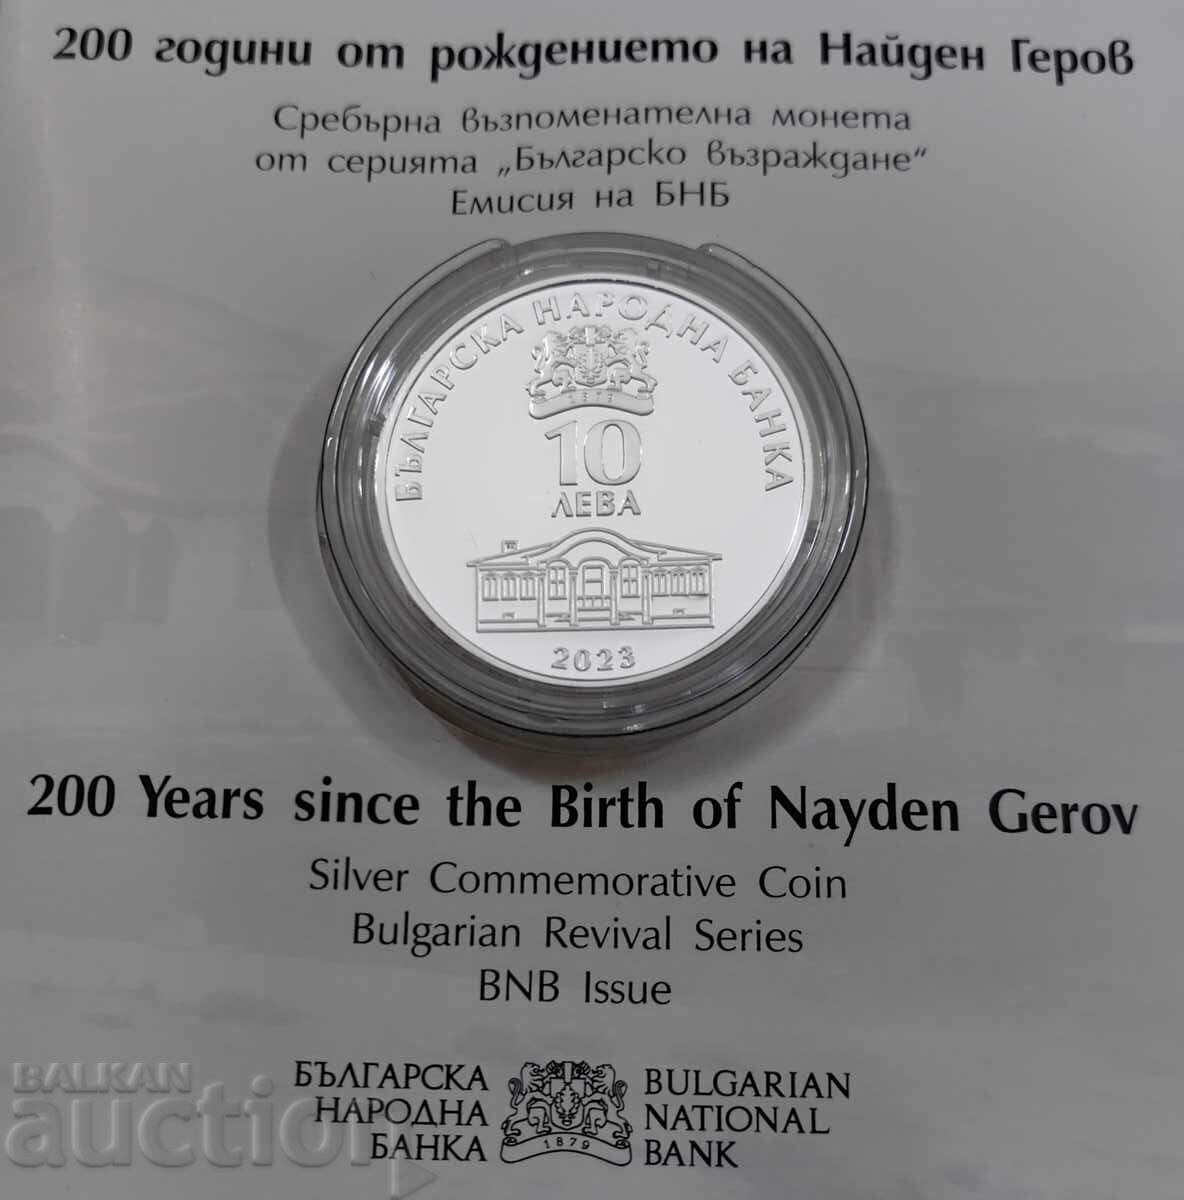 200 години от рождението на Найден Геров
Сребърна възпоменателна монета
от серията „Българско възраждане“
Емисия на БНБ
БЪЛГАРСКА НАРОДНА БАНКА
1879
10
ЛЕВА
2023
200 Years since the Birth of Nayden Gerov
Silver Commemorative Coin
Bulgarian Revival Series
BNB Issue
БЪЛГАРСКА
НАРОДНА
БАНКА
1879
BULGARIAN
NATIONAL
BANK
BALKAN
auction